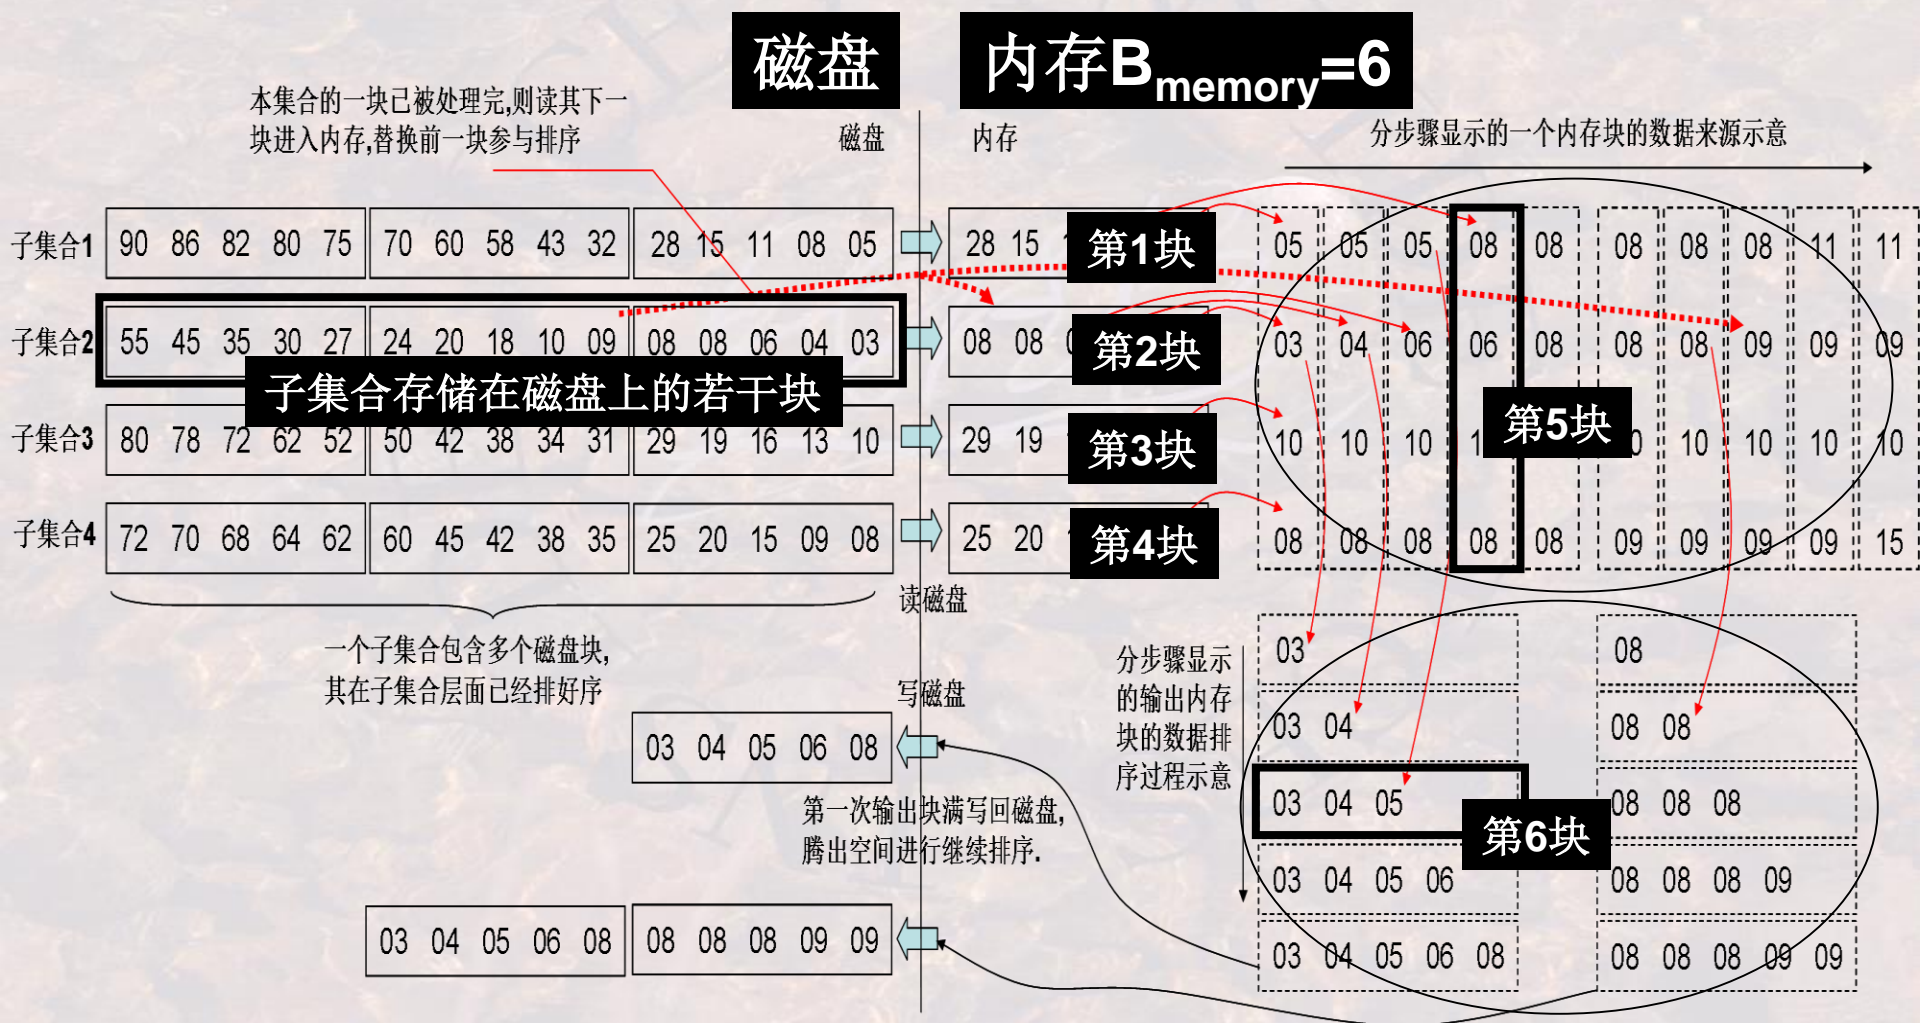 磁盘
内存Bmemory=6
本集合的一块已被处理完,则读其下一
块进入内存,替换前一块参与排序
磁盘
内存
分步骤显示的一个内存块的数据来源示意
子集合1 90 86 82 80 75 70 60 58 43 32 28 15 11 08 05 28 15 第1块 05 05 05 08 08 08 08 08 11 11
子集合2 55 45 35 30 27 24 20 18 10 09 08 08 06 04 03 08 08 第2块 03 04 06 06 08 08 08 09 09 09
子集合存储在磁盘上的若干块
第5块
子集合3 80 78 72 62 52 50 42 38 34 31 29 19 16 13 10 29 19 第3块 10 10 10 10 10 10 10
子集合4 72 70 68 64 62 60 45 42 38 35 25 20 15 09 08 25 20 第4块 08 08 08 08 08 09 09 09 09 15
读磁盘
一个子集合包含多个磁盘块,
其在子集合层面已经排好序
写磁盘
分步骤显示
的输出内存
块的数据排
序过程示意
03 08
03 04 08 08
03 04 05 08 08 08
第6块
03 04 05 06 08 08 08 09
03 04 05 06 08 08 08 08 09 09
03 04 05 06 08
第一次输出块满写回磁盘,
腾出空间进行继续排序.
03 04 05 06 08 08 08 08 09 09